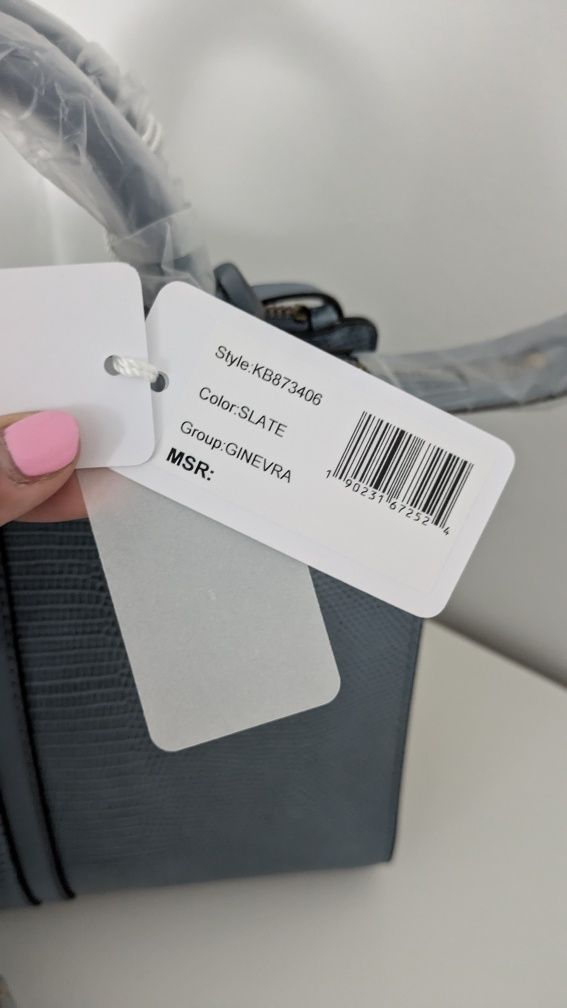 Style:KB873406
Color:SLATE
Group:GINEVRA
MSR:
1 90231 67252 4